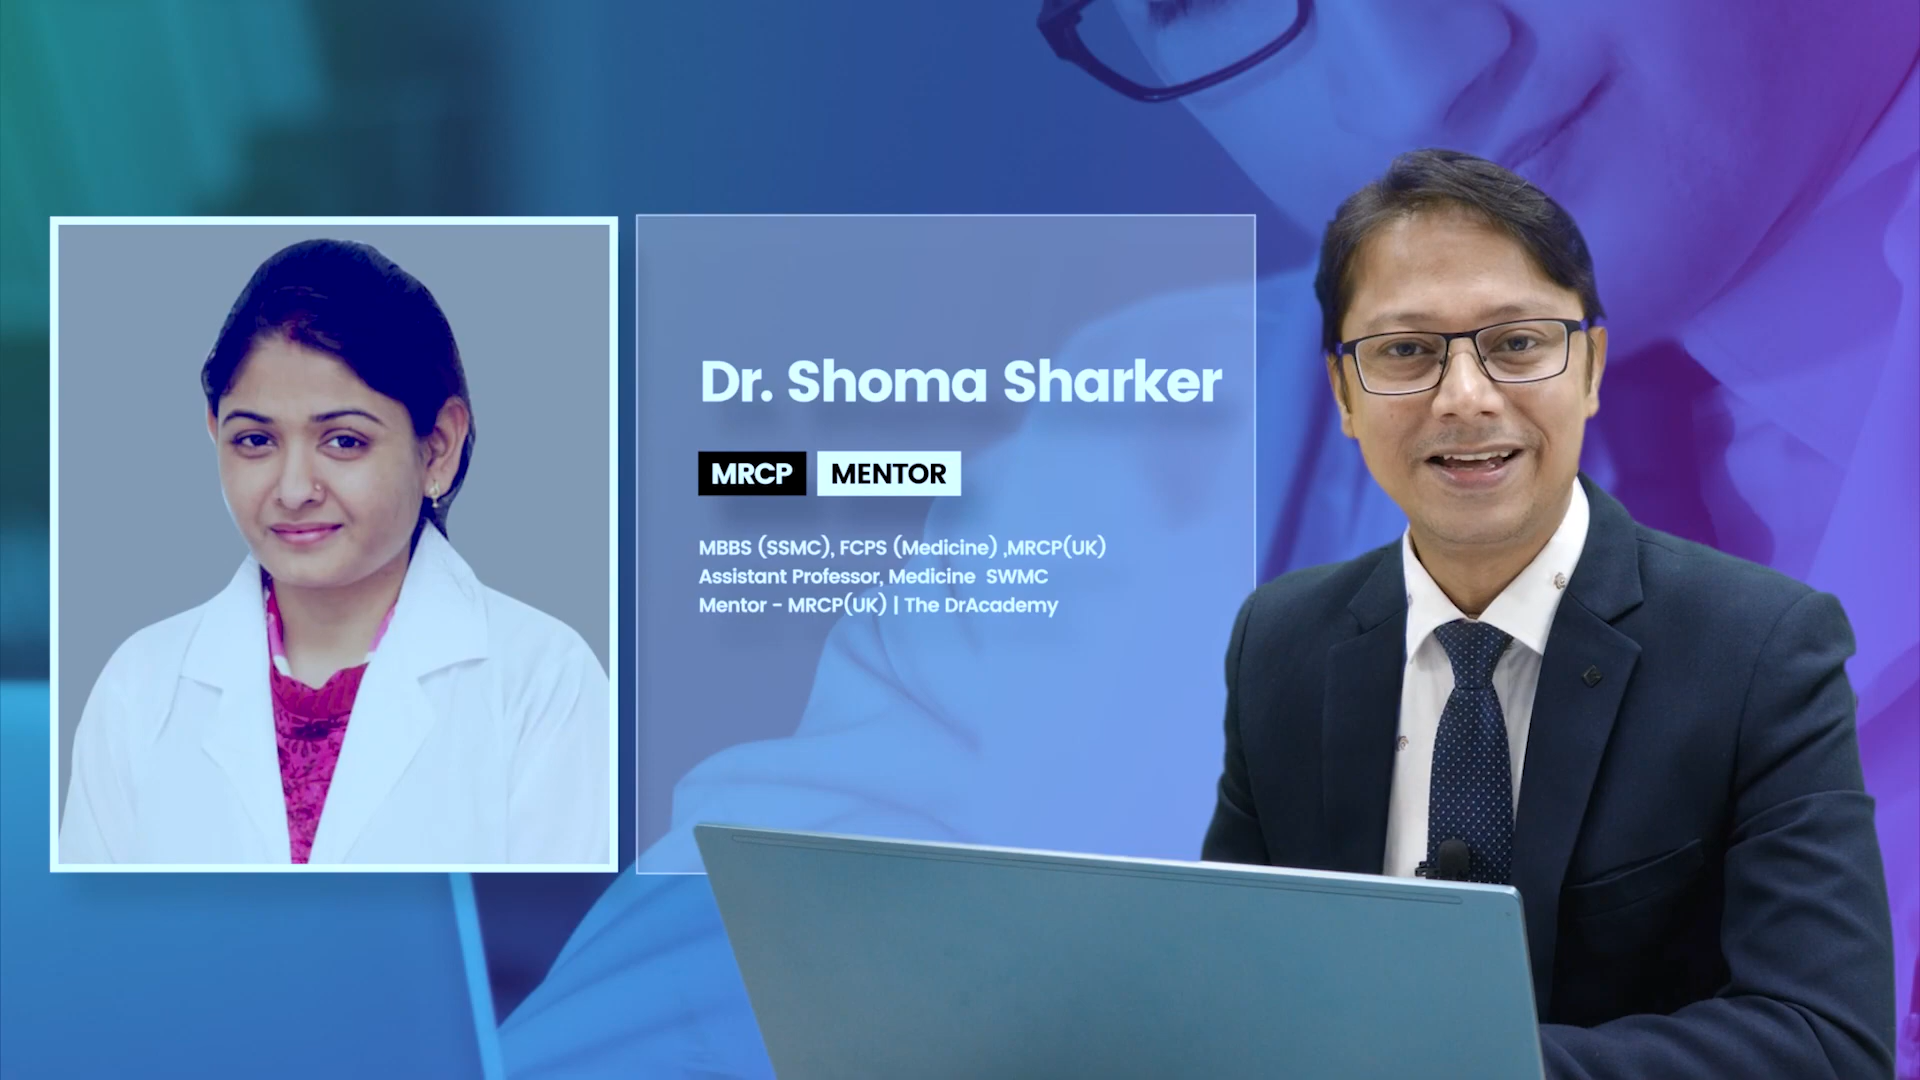 Dr. Shoma Sharker
MRCP MENTOR
MBBS (SSMC), FCPS (Medicine) ,MRCP(UK)
Assistant Professor, Medicine SWMC
Mentor - MRCP(UK) | The DrAcademy